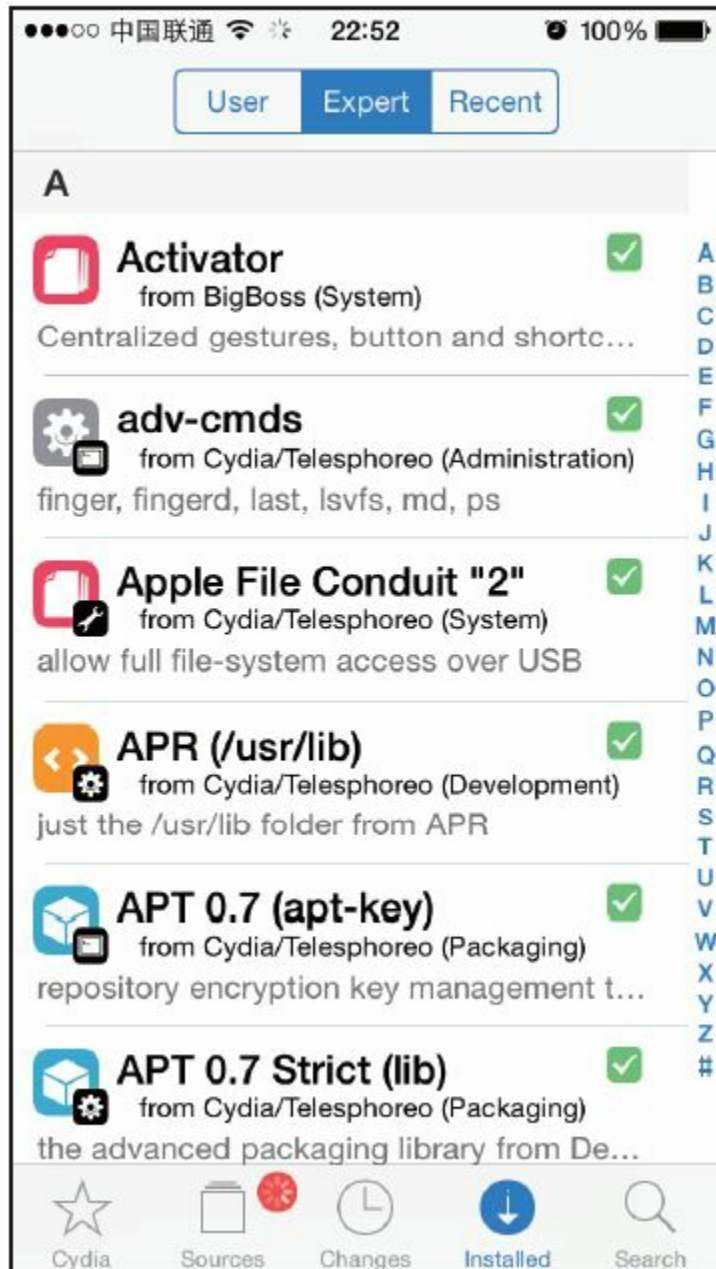 中国联通 22:52 100%
User Expert Recent
A
Activator
from BigBoss (System)
Centralized gestures, button and shortc...
adv-cmds
from Cydia/Telesphoreo (Administration)
finger, fingerd, last, lsvfs, md, ps
Apple File Conduit "2"
from Cydia/Telesphoreo (System)
allow full file-system access over USB
APR (/usr/lib)
from Cydia/Telesphoreo (Development)
just the /usr/lib folder from APR
APT 0.7 (apt-key)
from Cydia/Telesphoreo (Packaging)
repository encryption key management t...
APT 0.7 Strict (lib)
from Cydia/Telesphoreo (Packaging)
the advanced packaging library from De...
A
B
C
D
E
F
G
H
I
J
K
L
M
N
O
P
Q
R
S
T
U
V
W
X
Y
Z
#
Cydia Sources Changes Installed Search